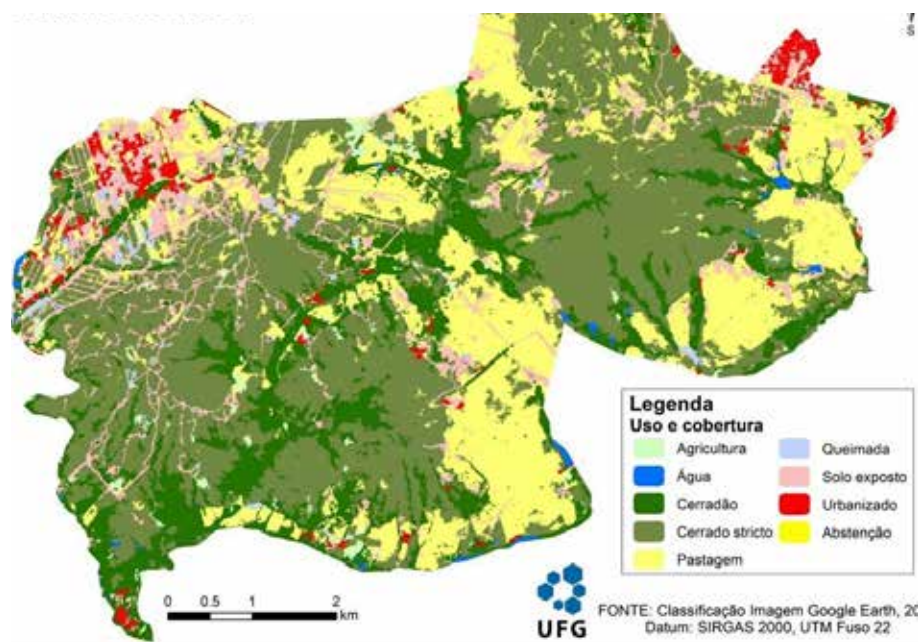 S
Legenda
Uso e cobertura
Agricultura
Água
Cerradão
Cerrado stricto
Pastagem
Queimada
Solo exposto
Urbanizado
Abstenção
0 0.5 1 2
km
UFG
FONTE: Classificação Imagem Google Earth, 20
Datum: SIRGAS 2000, UTM Fuso 22